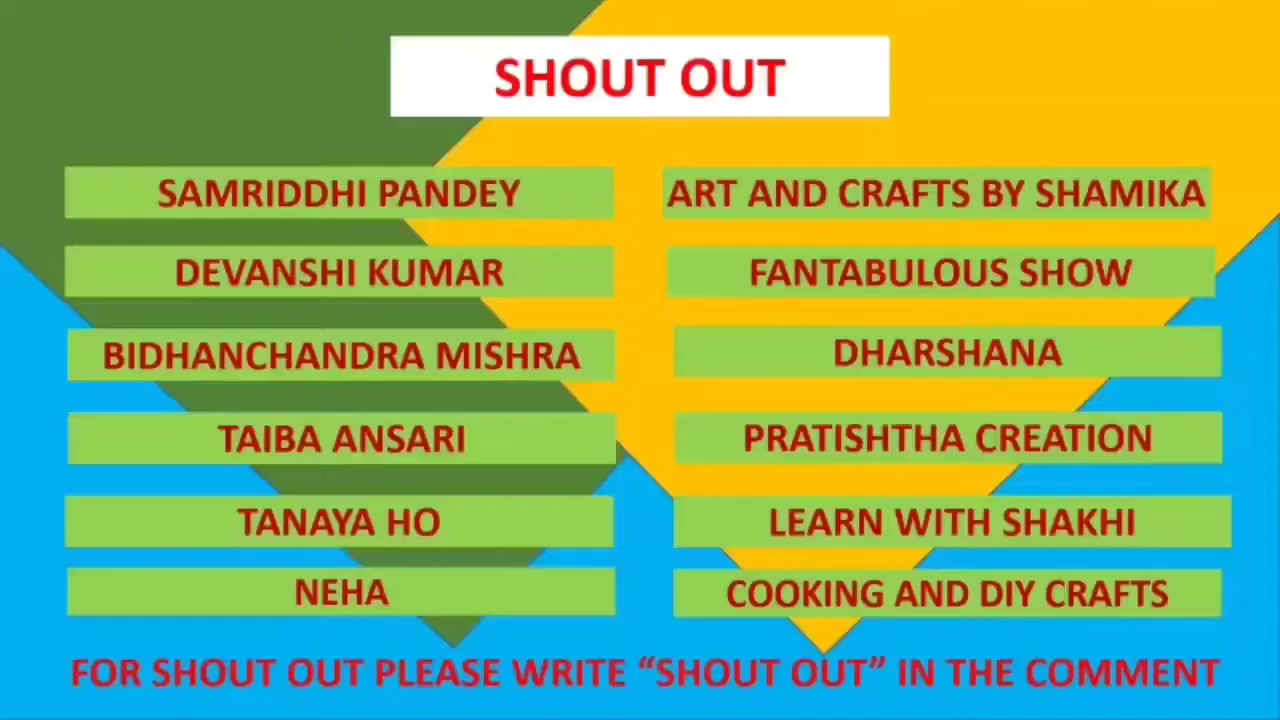 SHOUT OUT
SAMRIDDHI PANDEY
DEVANSHI KUMAR
BIDHANCHANDRA MISHRA
TAIBA ANSARI
TANAYA HO
NEHA
ART AND CRAFTS BY SHAMIKA
FANTABULOUS SHOW
DHARSHANA
PRATISHTHA CREATION
LEARN WITH SHAKHI
COOKING AND DIY CRAFTS
FOR SHOUT OUT PLEASE WRITE “SHOUT OUT” IN THE COMMENT